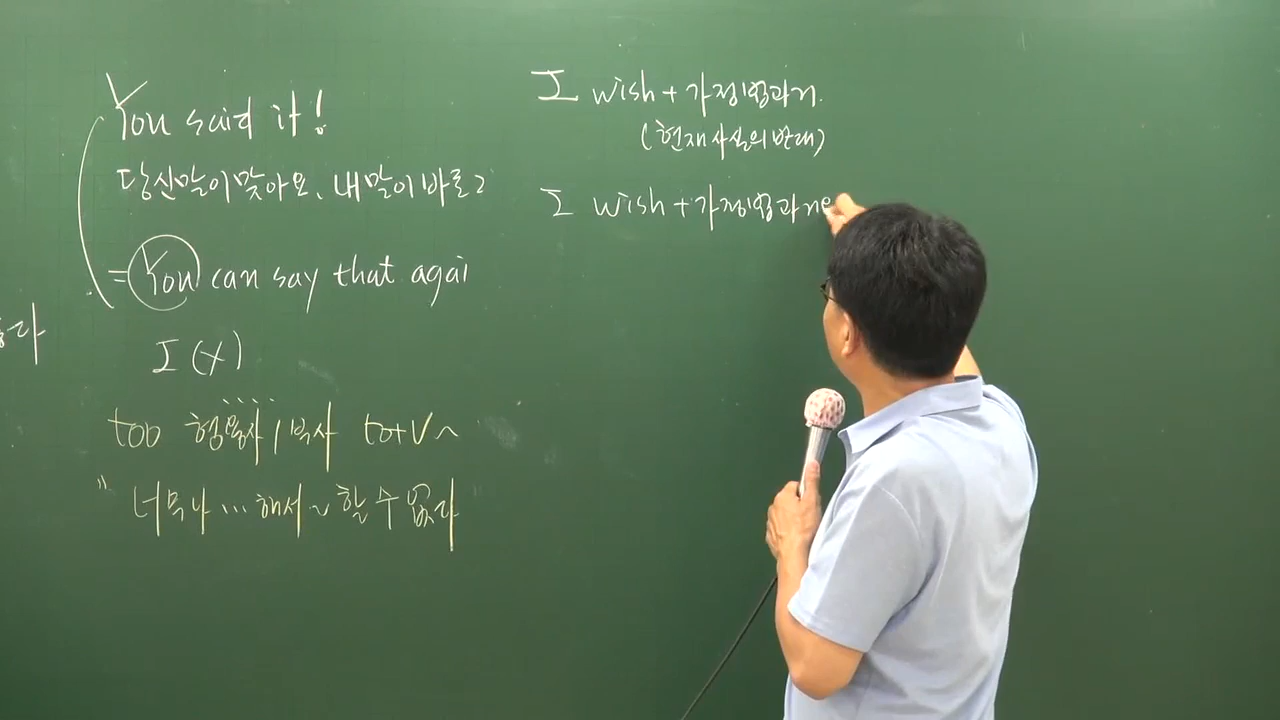 You said it!
당신말이맞아요. 내말이바로
= You can say that agai
I (X)
too 형용사/부사 to+V~
" 너무나 ... 해서 ~ 할 수 없다
I wish + 가정법과거.
(현재사실의반대)
I wish + 가정법과거